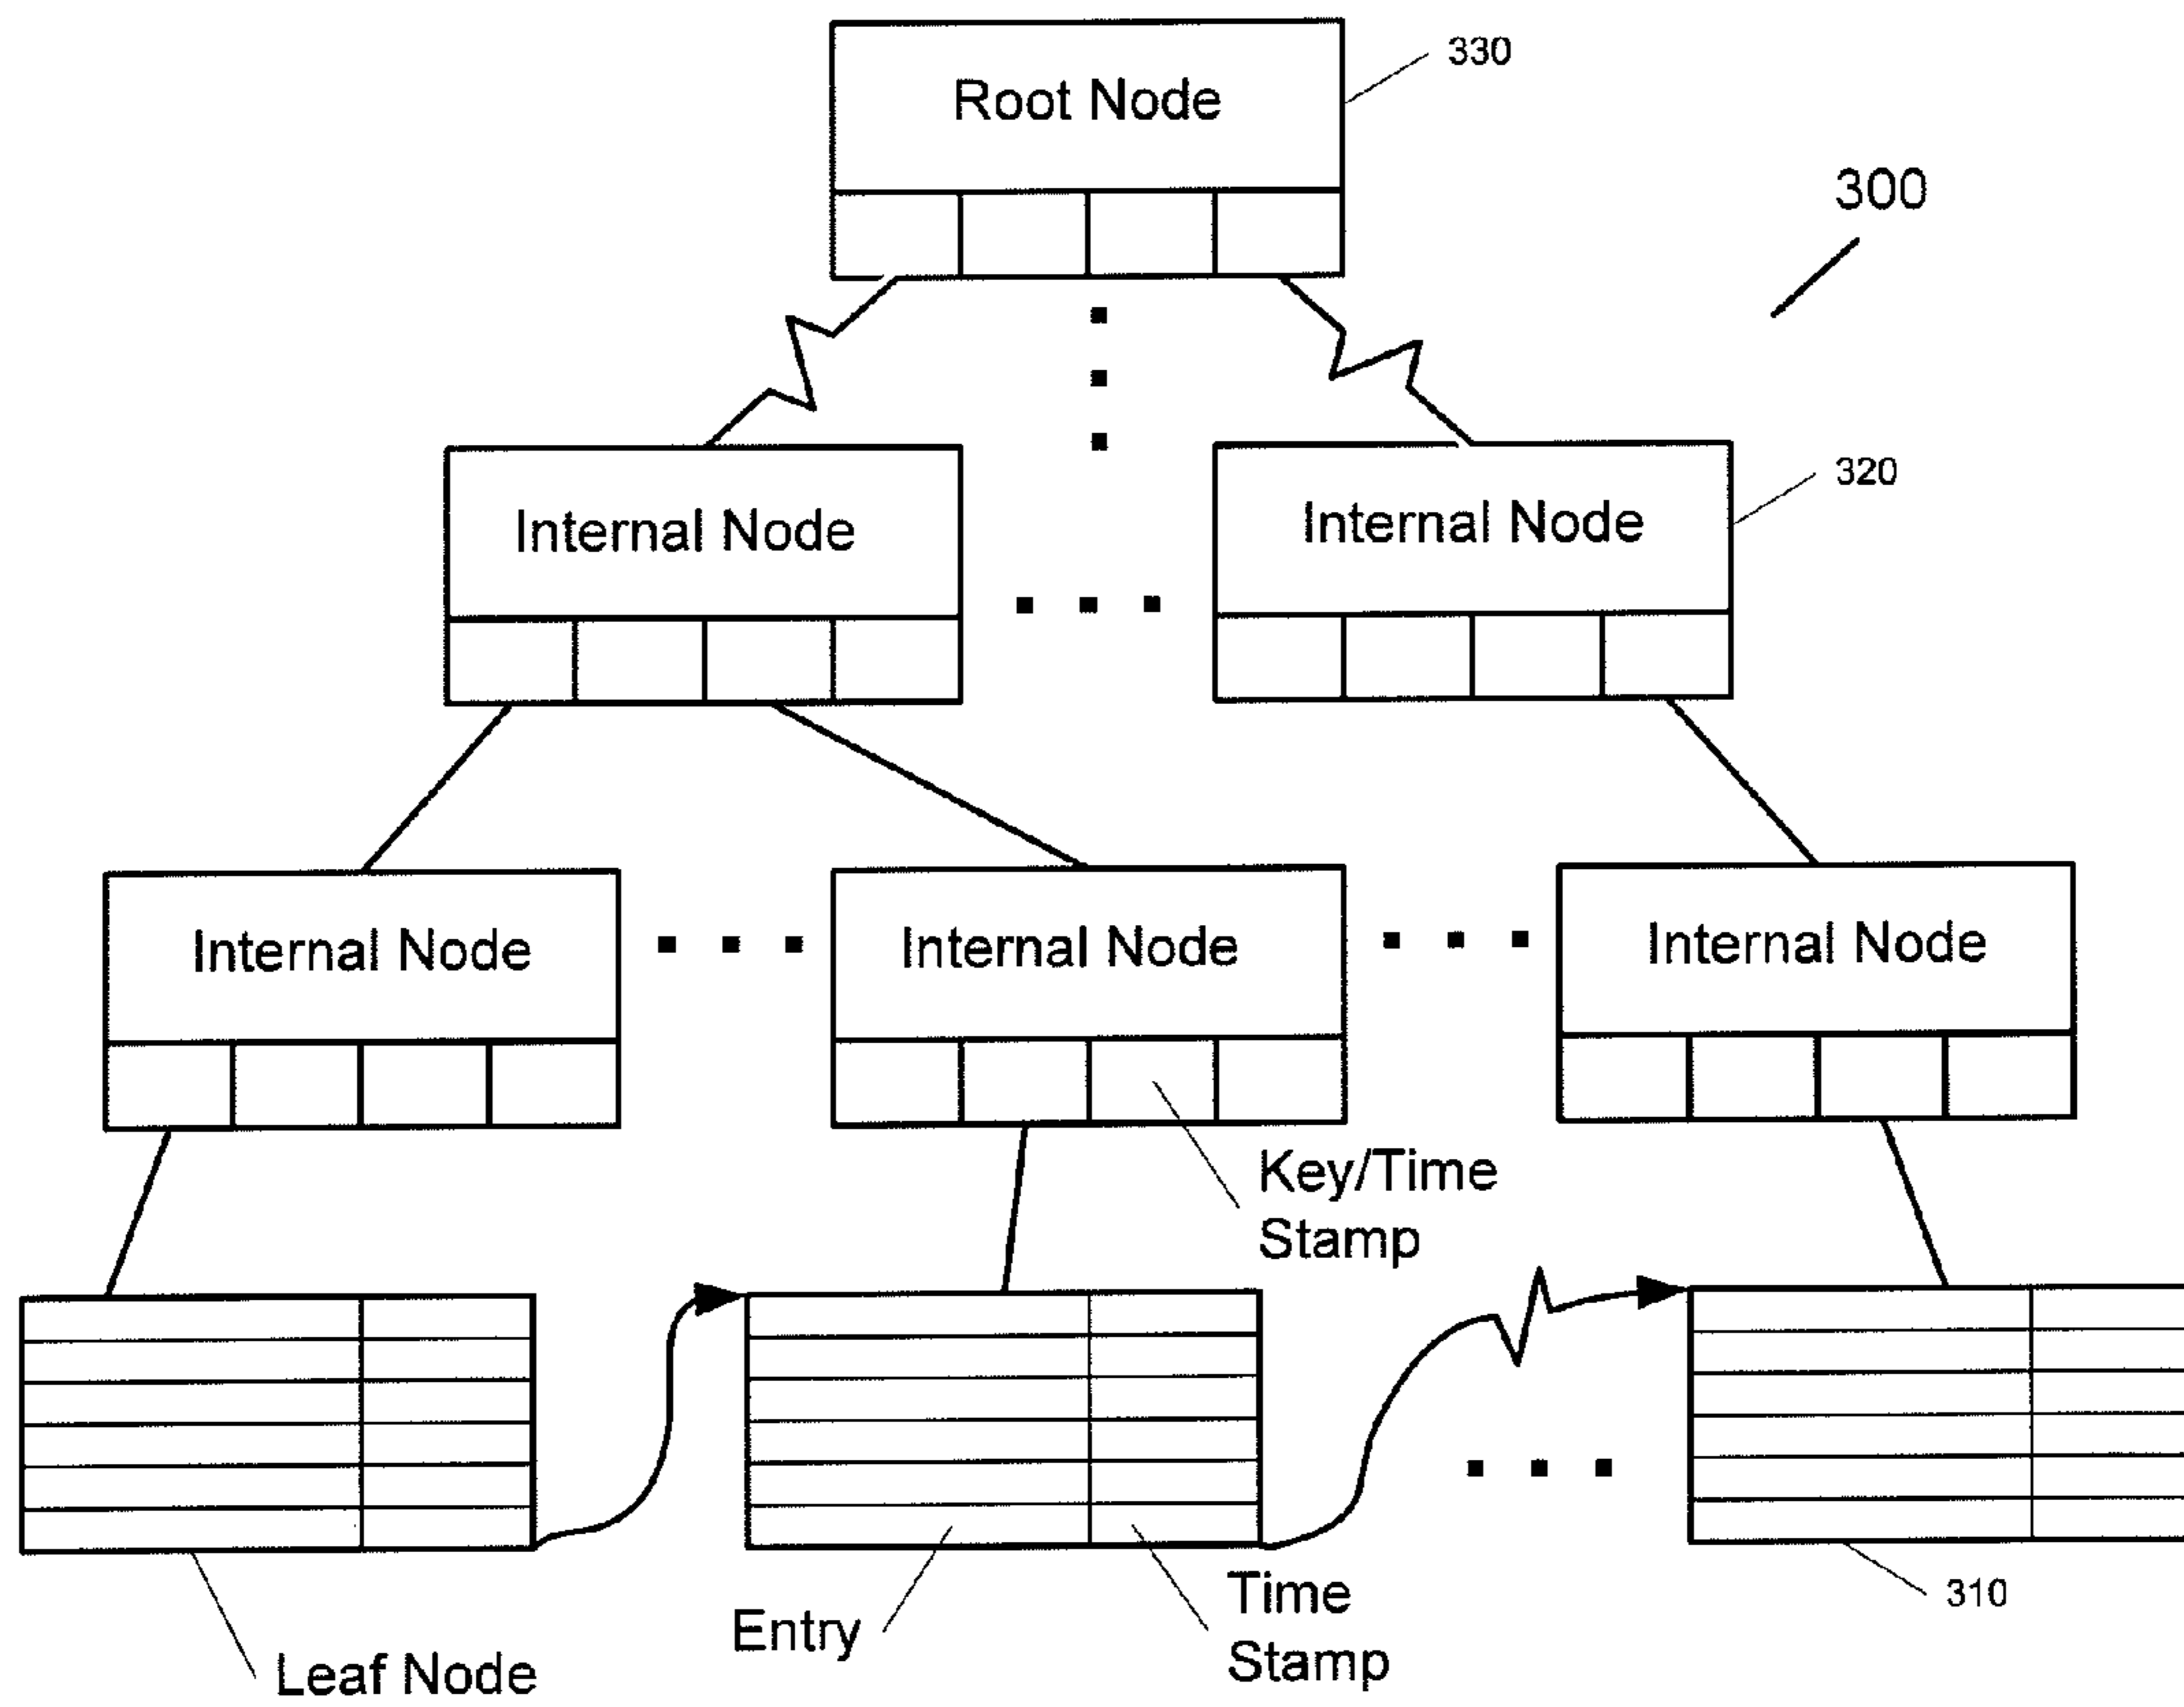 330
Root Node
300
320
Internal Node
Internal Node
Internal Node
Internal Node
Internal Node
Key/Time
Stamp
Time
Stamp
310
Entry
Leaf Node